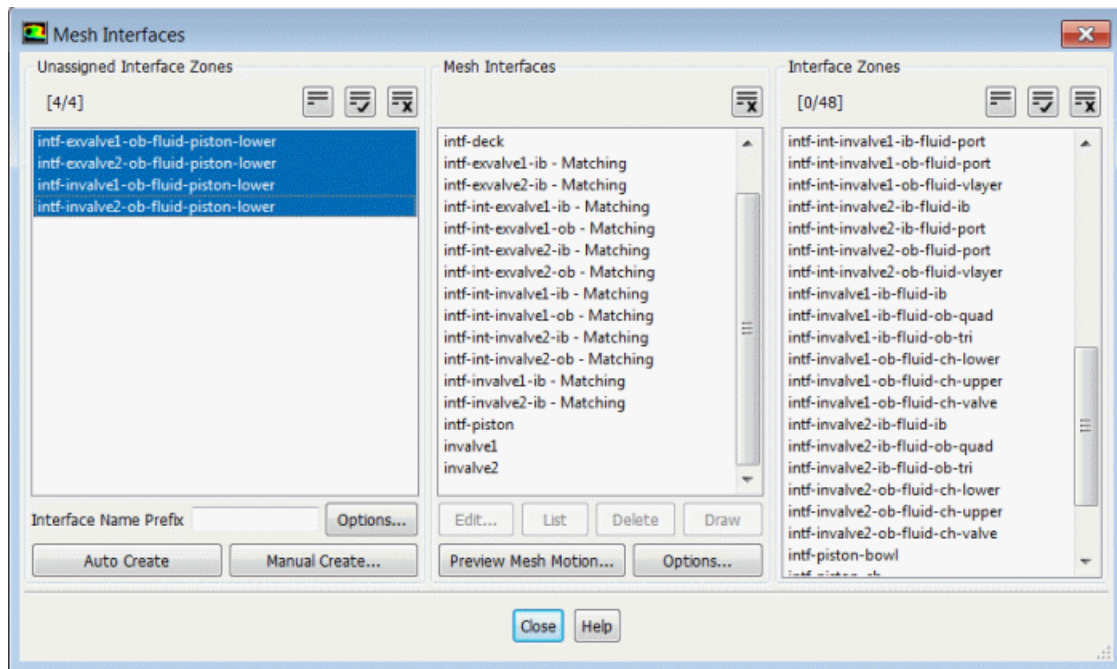 Mesh Interfaces
Unassigned Interface Zones
[4/4]
intf-exvalve1-ob-fluid-piston-lower
intf-exvalve2-ob-fluid-piston-lower
intf-invalve1-ob-fluid-piston-lower
intf-invalve2-ob-fluid-piston-lower
Interface Name Prefix
Options...
Auto Create
Manual Create...
Mesh Interfaces
intf-deck
intf-exvalve1-ib - Matching
intf-exvalve2-ib - Matching
intf-int-exvalve1-ib - Matching
intf-int-exvalve1-ob - Matching
intf-int-exvalve2-ib - Matching
intf-int-exvalve2-ob - Matching
intf-int-invalve1-ib - Matching
intf-int-invalve1-ob - Matching
intf-int-invalve2-ib - Matching
intf-int-invalve2-ob - Matching
intf-invalve1-ib - Matching
intf-invalve2-ib - Matching
intf-piston
invalve1
invalve2
Edit...
List
Delete
Draw
Preview Mesh Motion...
Options...
Interface Zones
[0/48]
intf-int-invalve1-ib-fluid-port
intf-int-invalve1-ob-fluid-port
intf-int-invalve1-ob-fluid-vlayer
intf-int-invalve2-ib-fluid-ib
intf-int-invalve2-ib-fluid-port
intf-int-invalve2-ob-fluid-port
intf-int-invalve2-ob-fluid-vlayer
intf-invalve1-ib-fluid-ib
intf-invalve1-ib-fluid-ob-quad
intf-invalve1-ib-fluid-ob-tri
intf-invalve1-ob-fluid-ch-lower
intf-invalve1-ob-fluid-ch-upper
intf-invalve1-ob-fluid-ch-valve
intf-invalve2-ib-fluid-ib
intf-invalve2-ib-fluid-ob-quad
intf-invalve2-ib-fluid-ob-tri
intf-invalve2-ob-fluid-ch-lower
intf-invalve2-ob-fluid-ch-upper
intf-invalve2-ob-fluid-ch-valve
intf-piston-bowl
Close
Help